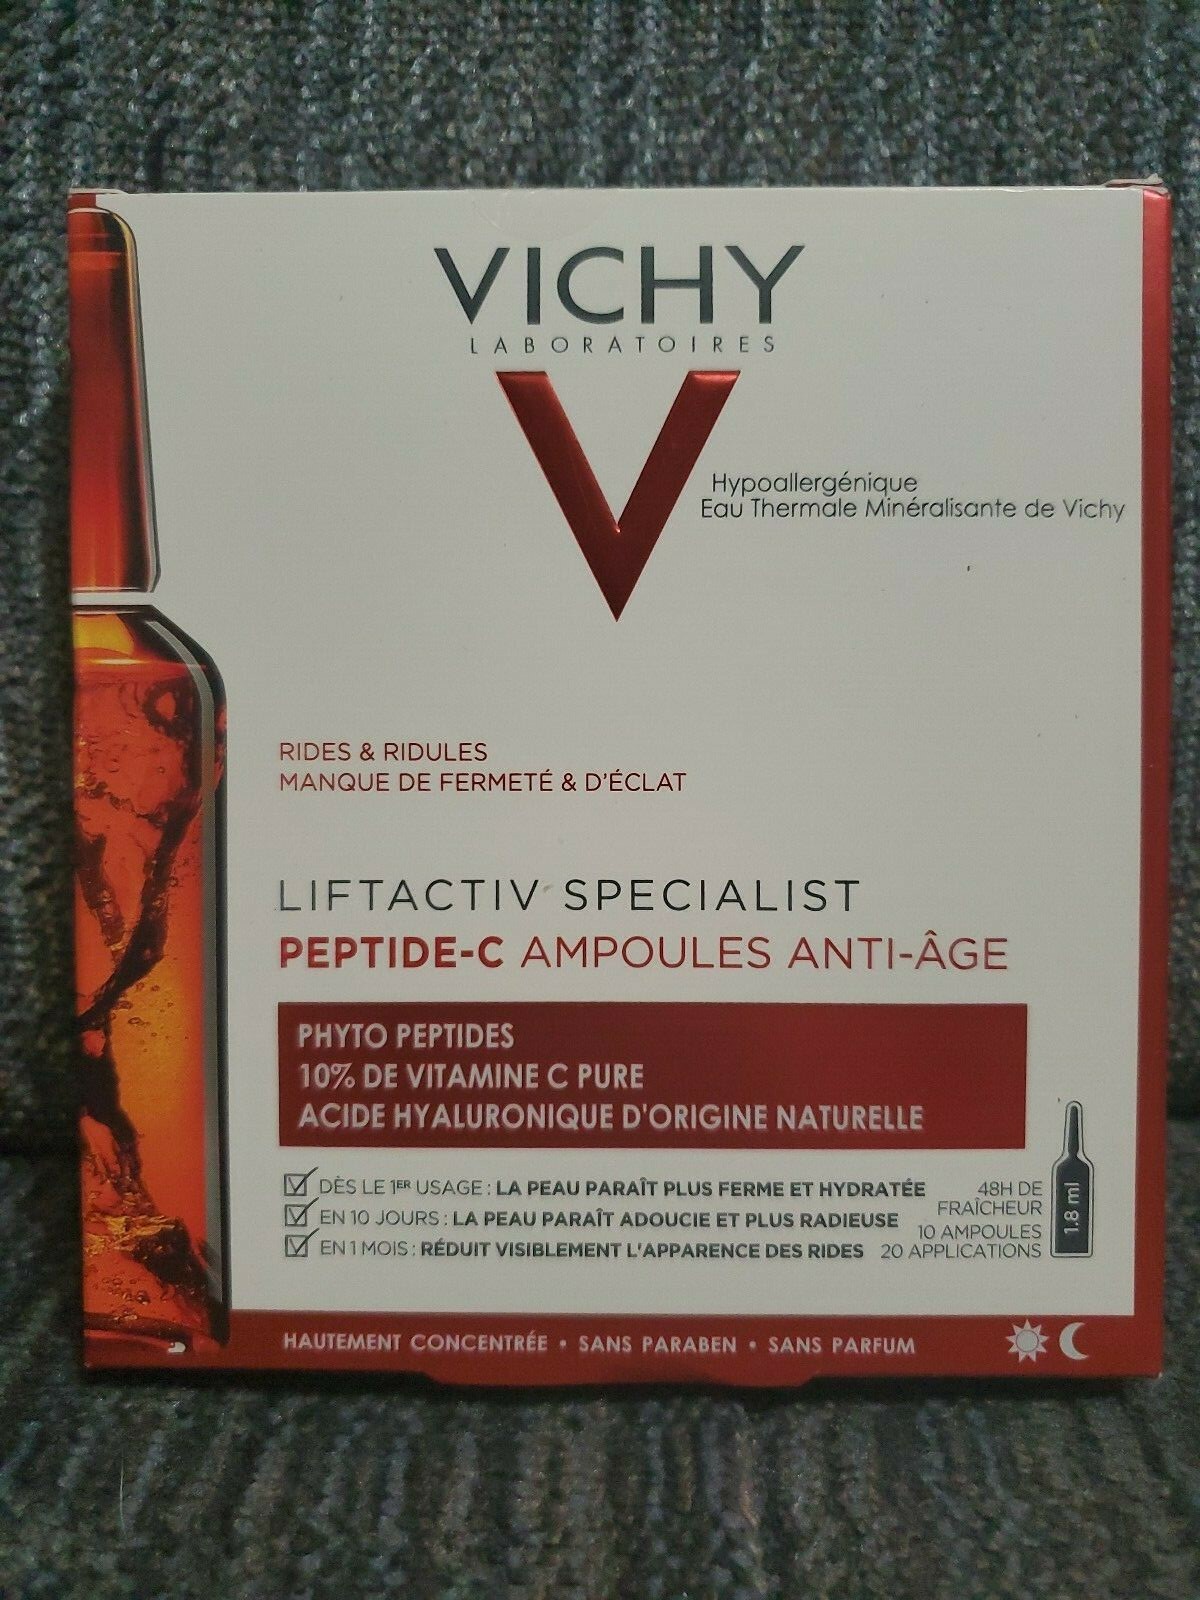 VICHY
LABORATOIRES
Hypoallergénique
Eau Thermale Minéralisante de Vichy
RIDES & RIDULES
MANQUE DE FERMETÉ & D'ÉCLAT
LIFTACTIV SPECIALIST
PEPTIDE-C AMPOULES ANTI-ÂGE
PHYTO PEPTIDES
10% DE VITAMINE C PURE
ACIDE HYALURONIQUE D'ORIGINE NATURELLE
DÈS LE 1ER USAGE : LA PEAU PARAÎT PLUS FERME ET HYDRATÉE
EN 10 JOURS : LA PEAU PARAÎT ADOUCIE ET PLUS RADIEUSE
EN 1 MOIS : RÉDUIT VISIBLEMENT L'APPARENCE DES RIDES
48H DE
FRAÎCHEUR
10 AMPOULES
20 APPLICATIONS
1.8 ml
HAUTEMENT CONCENTRÉE • SANS PARABEN • SANS PARFUM